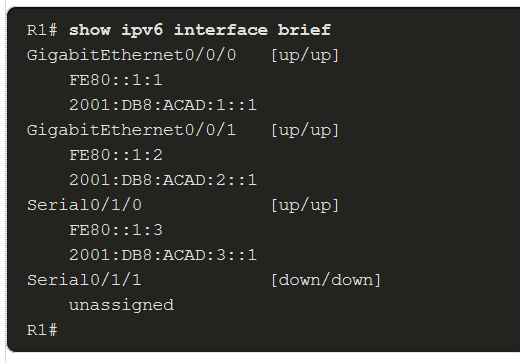 R1# show ipv6 interface brief
GigabitEthernet0/0/0   [up/up]
    FE80::1:1
    2001:DB8:ACAD:1::1
GigabitEthernet0/0/1   [up/up]
    FE80::1:2
    2001:DB8:ACAD:2::1
Serial0/1/0            [up/up]
    FE80::1:3
    2001:DB8:ACAD:3::1
Serial0/1/1            [down/down]
    unassigned
R1#